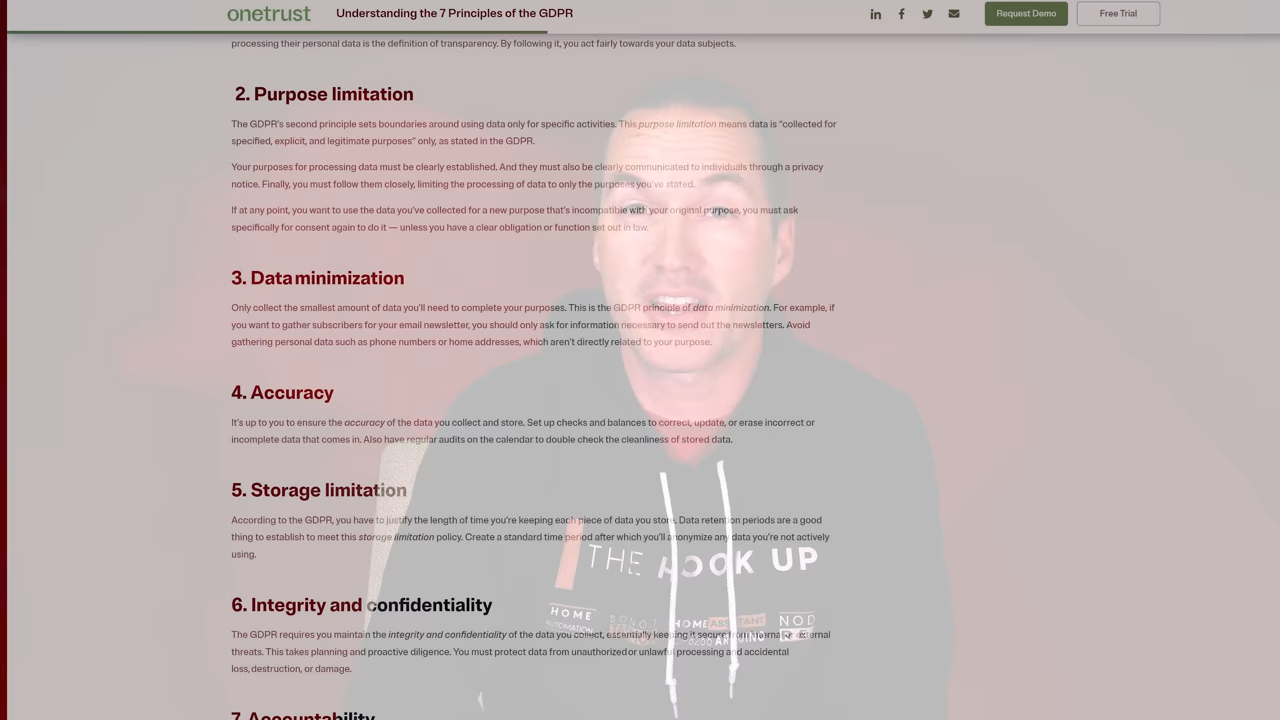 onetrust
Understanding the 7 Principles of the GDPR
Request Demo
Free Trial
processing their personal data is the definition of transparency. By following it, you act fairly towards your data subjects.
2. Purpose limitation
The GDPR's second principle sets boundaries around using data only for specific activities. This purpose limitation means data is “collected for
specified, explicit, and legitimate purposes” only, as stated in the GDPR.
Your purposes for processing data must be clearly established. And they must also be clearly communicated to individuals through a privacy
notice. Finally, you must follow them closely, limiting the processing of data to only the purposes you've stated.
If at any point, you want to use the data you've collected for a new purpose that's incompatible with your original purpose, you must ask
specifically for consent again to do it — unless you have a clear obligation or function set out in law.
3. Data minimization
Only collect the smallest amount of data you'll need to complete your purposes. This is the GDPR principle of data minimization. For example, if
you want to gather subscribers for your email newsletter, you should only ask for information necessary to send out the newsletters. Avoid
gathering personal data such as phone numbers or home addresses, which aren't directly related to your purpose.
4. Accuracy
It's up to you to ensure the accuracy of the data you collect and store. Set up checks and balances to correct, update, or erase incorrect or
incomplete data that comes in. Also have regular audits on the calendar to double check the cleanliness of stored data.
5. Storage limitation
According to the GDPR, you have to justify the length of time you're keeping each piece of data you store. Data retention periods are a good
thing to establish to meet this storage limitation policy. Create a standard time period after which you'll anonymize any data you're not actively
using.
THE HOOK UP
6. Integrity and confidentiality
HOME
AUTOMATION
HOME ASSISTANT
ARDUINO
NOD
The GDPR requires you maintain the integrity and confidentiality of the data you collect, essentially keeping it secure from internal or external
threats. This takes planning and proactive diligence. You must protect data from unauthorized or unlawful processing and accidental
loss, destruction, or damage.
7. Accountability